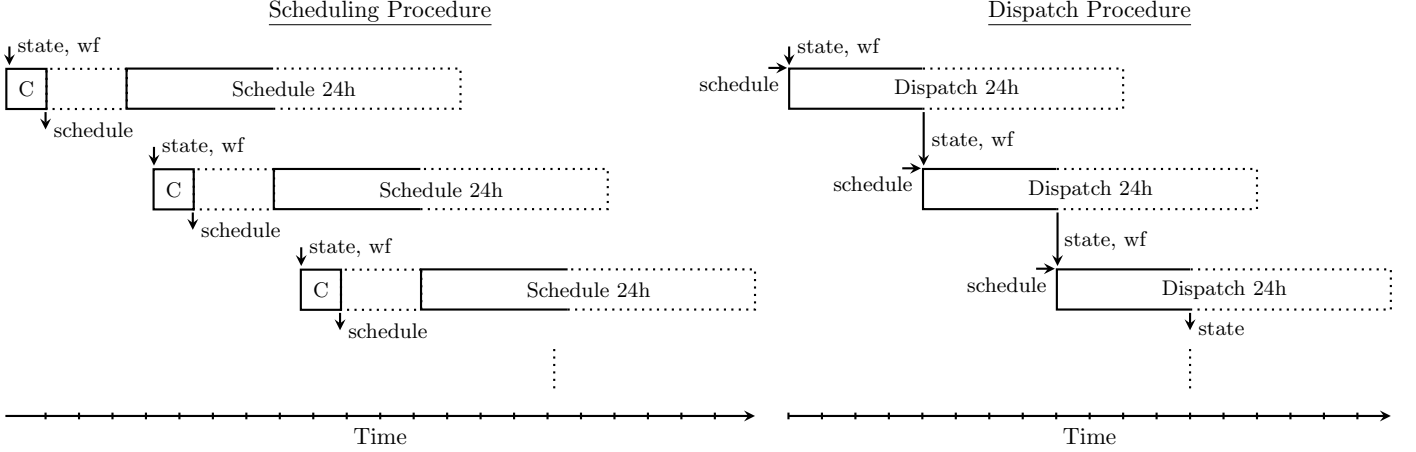 Scheduling Procedure
state, wf
C
Schedule 24h
schedule
state, wf
C
Schedule 24h
schedule
state, wf
C
Schedule 24h
schedule
Time
Dispatch Procedure
state, wf
schedule
Dispatch 24h
state, wf
schedule
Dispatch 24h
state, wf
schedule
Dispatch 24h
state
Time